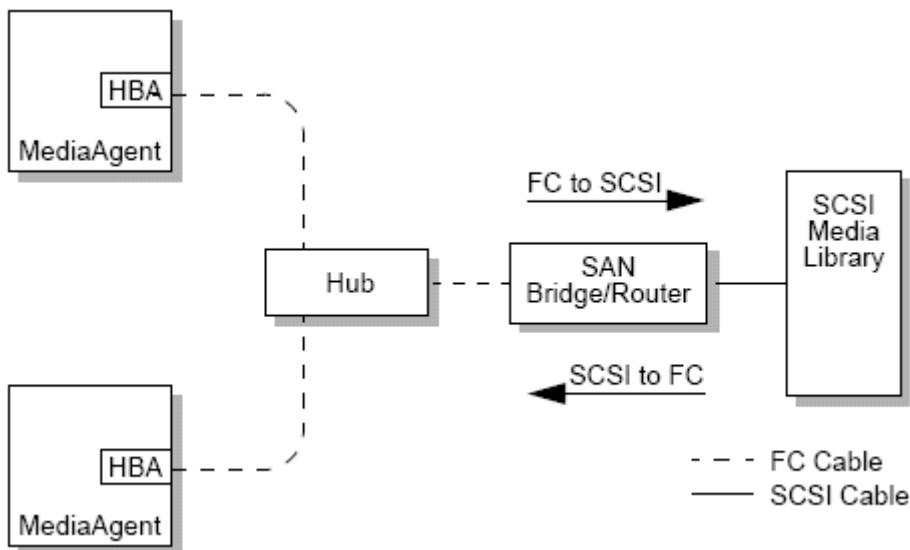 HBA
MediaAgent
FC to SCSI
SCSI
Media
Library
Hub
SAN
Bridge/Router
SCSI to FC
HBA
MediaAgent
FC Cable
SCSI Cable